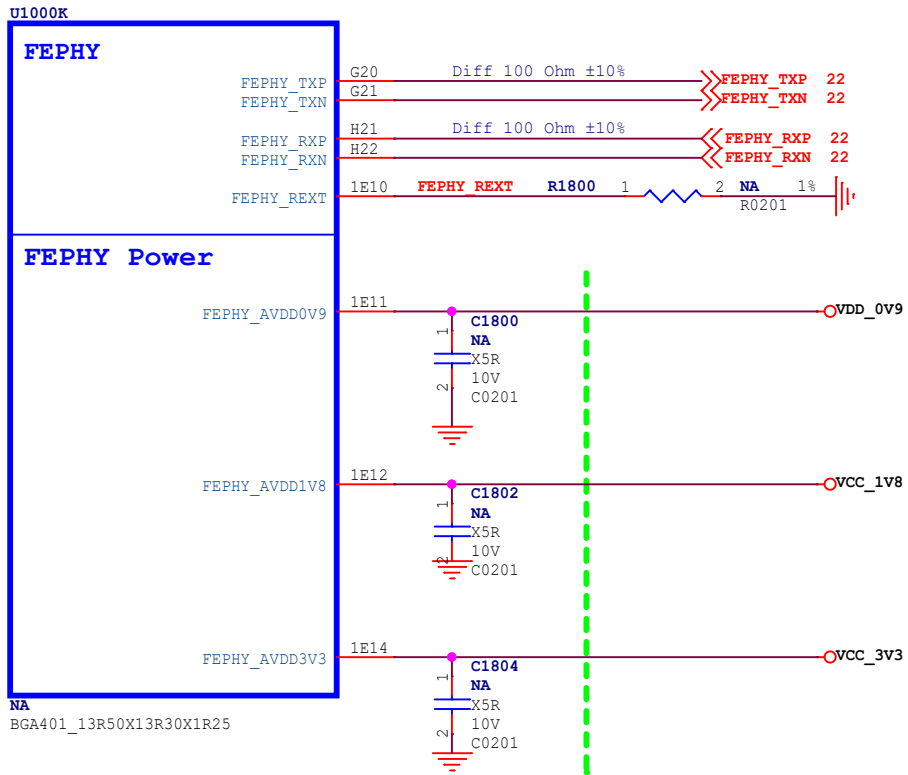 U1000K
FEPHY
FEPHY_TXP G20 Diff 100 Ohm ±10% FEPHY_TXP 22
FEPHY_TXN G21 FEPHY_TXN 22
FEPHY_RXP H21 Diff 100 Ohm ±10% FEPHY_RXP 22
FEPHY_RXN H22 FEPHY_RXN 22
FEPHY_REXT 1E10 FEPHY_REXT R1800 1 2 NA 1%
R0201
FEPHY Power
FEPHY_AVDD0V9 1E11 VDD_0V9
C1800
1
NA
X5R
10V
2
C0201
FEPHY_AVDD1V8 1E12 VCC_1V8
C1802
1
NA
X5R
10V
2
C0201
FEPHY_AVDD3V3 1E14 VCC_3V3
C1804
1
NA
X5R
10V
2
C0201
NA
BGA401_13R50X13R30X1R25